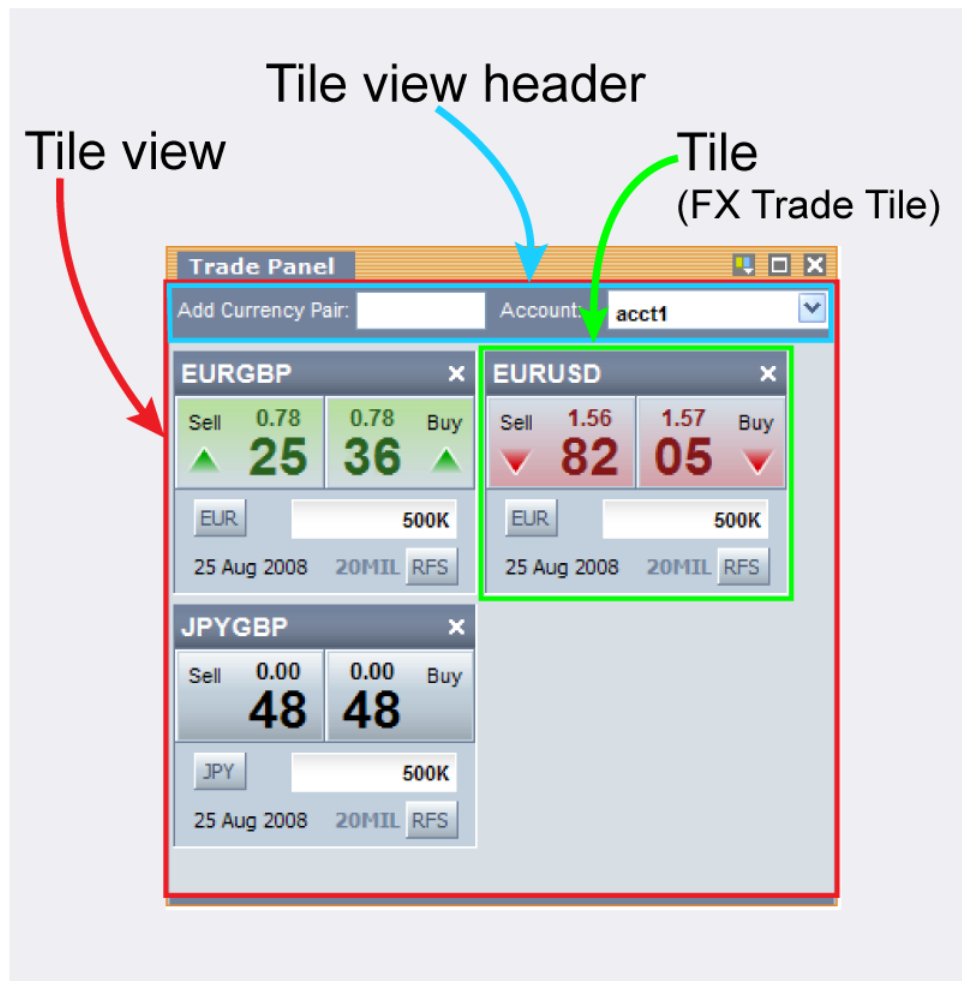 Tile view header
Tile view
Tile
(FX Trade Tile)
Trade Panel
Add Currency Pair:
Account:
acct1
EURGBP
Sell 0.78 0.78 Buy
25 36
EUR 500K
25 Aug 2008 20MIL RFS
EURUSD
Sell 1.56 1.57 Buy
82 05
EUR 500K
25 Aug 2008 20MIL RFS
JPYGBP
Sell 0.00 0.00 Buy
48 48
JPY 500K
25 Aug 2008 20MIL RFS